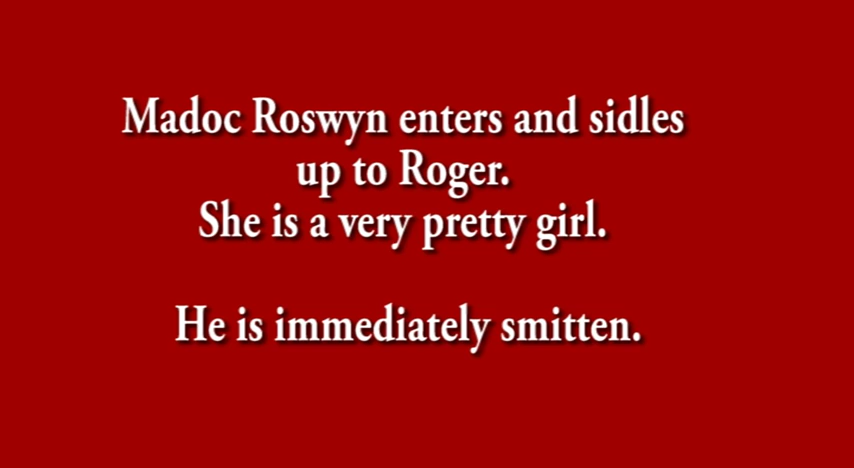 Madoc Roswyn enters and sidles
up to Roger.
She is a very pretty girl.
He is immediately smitten.